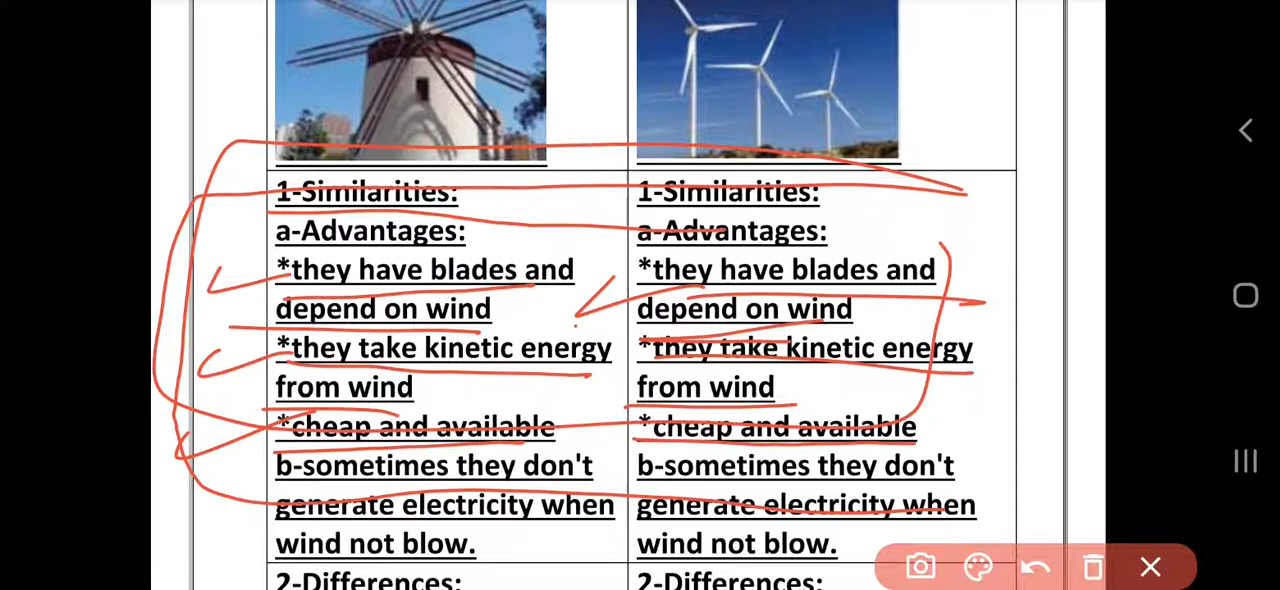 1-Similarities:
a-Advantages:
*they have blades and
depend on wind
*they take kinetic energy
from wind
*cheap and available
b-sometimes they don't
generate electricity when
wind not blow.
2-Differences:
1-Similarities:
a-Advantages:
*they have blades and
depend on wind
*they take kinetic energy
from wind
*cheap and available
b-sometimes they don't
generate electricity when
wind not blow.
2-Differences: